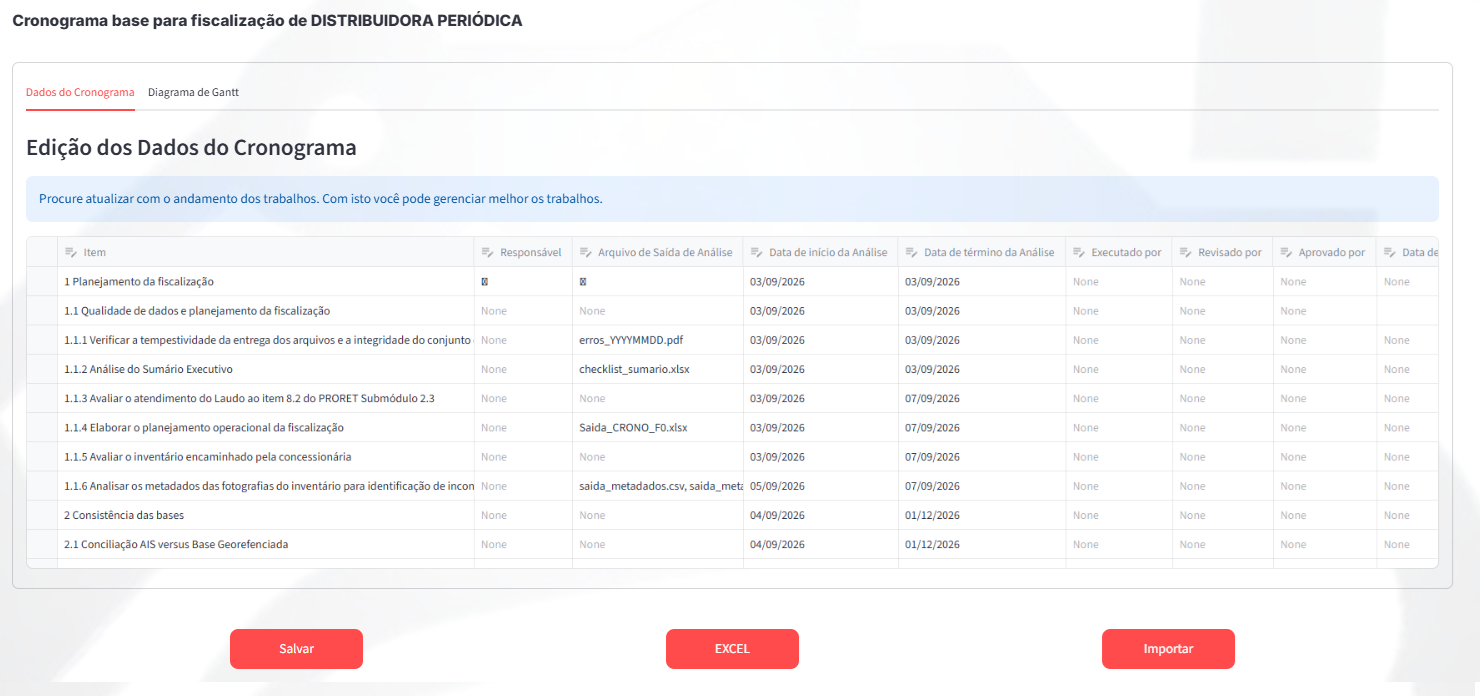 Cronograma base para fiscalização de DISTRIBUIDORA PERIÓDICA
Dados do Cronograma Diagrama de Gantt
Edição dos Dados do Cronograma
Procure atualizar com o andamento dos trabalhos. Com isto você pode gerenciar melhor os trabalhos.
Item Responsável Arquivo de Saída de Análise Data de início da Análise Data de término da Análise Executado por Revisado por Aprovado por Data de
1 Planejamento da fiscalização 03/09/2026 03/09/2026 None None None None
1.1 Qualidade de dados e planejamento da fiscalização None None 03/09/2026 03/09/2026 None None None
1.1.1 Verificar a tempestividade da entrega dos arquivos e a integridade do conjunto None erros_YYYYMMDD.pdf 03/09/2026 03/09/2026 None None None None
1.1.2 Análise do Sumário Executivo None checklist_sumario.xlsx 03/09/2026 03/09/2026 None None None None
1.1.3 Avaliar o atendimento do Laudo ao item 8.2 do PRORET Submódulo 2.3 None None 03/09/2026 07/09/2026 None None None None
1.1.4 Elaborar o planejamento operacional da fiscalização None Saida_CRONO_F0.xlsx 03/09/2026 07/09/2026 None None None None
1.1.5 Avaliar o inventário encaminhado pela concessionária None None 03/09/2026 07/09/2026 None None None None
1.1.6 Analisar os metadados das fotografias do inventário para identificação de incon None saida_metadados.csv, saida_meta 05/09/2026 07/09/2026 None None None None
2 Consistência das bases None None 04/09/2026 01/12/2026 None None None None
2.1 Conciliação AIS versus Base Georefenciada None None 04/09/2026 01/12/2026 None None None None
Salvar EXCEL Importar